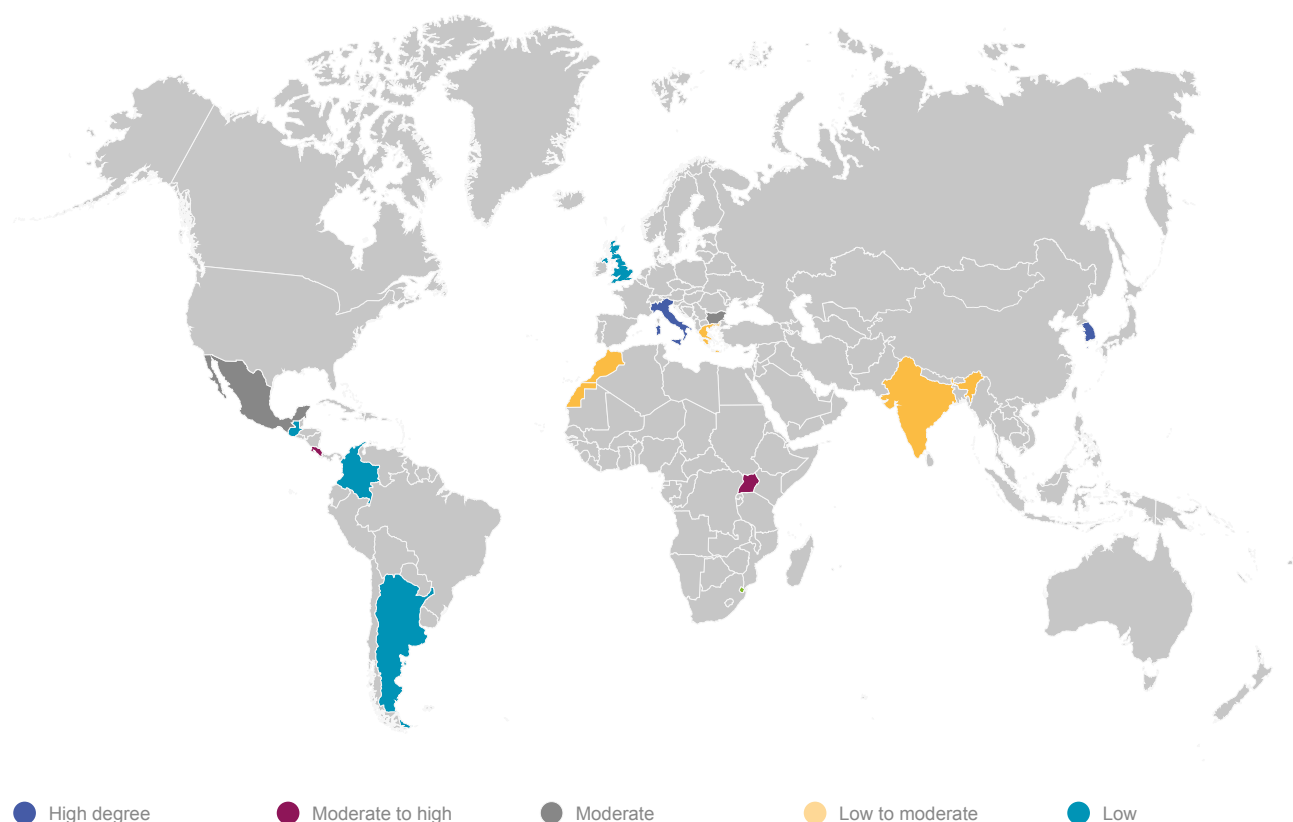 High degree
Moderate to high
Moderate
Low to moderate
Low